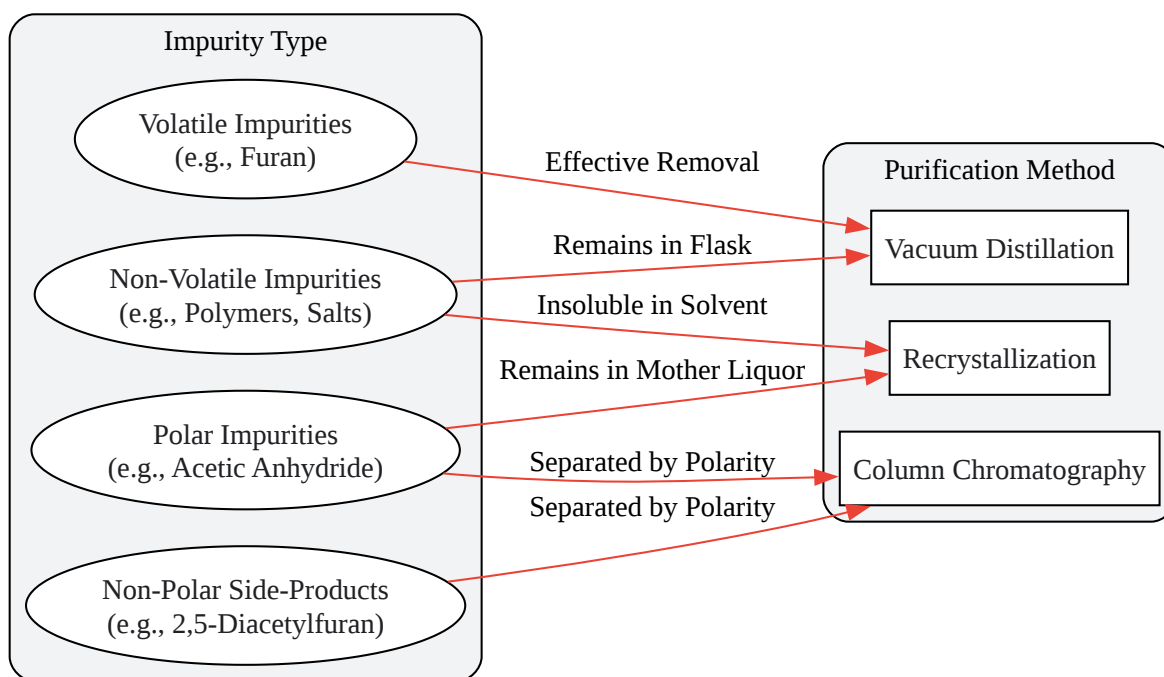 Impurity Type
Volatile Impurities
(e.g., Furan)
Non-Volatile Impurities
(e.g., Polymers, Salts)
Polar Impurities
(e.g., Acetic Anhydride)
Non-Polar Side-Products
(e.g., 2,5-Diacetylfuran)
Effective Removal
Remains in Flask
Insoluble in Solvent
Remains in Mother Liquor
Separated by Polarity
Separated by Polarity
Purification Method
Vacuum Distillation
Recrystallization
Column Chromatography